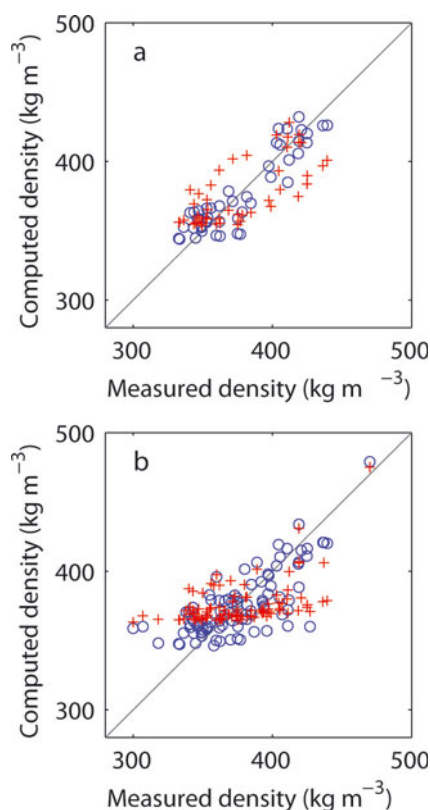 500
a
400
300
Computed density (kg m⁻³)
300 400 500
Measured density (kg m ⁻³)
500
b
400
300
Computed density (kg m⁻³)
300 400 500
Measured density (kg m⁻³)